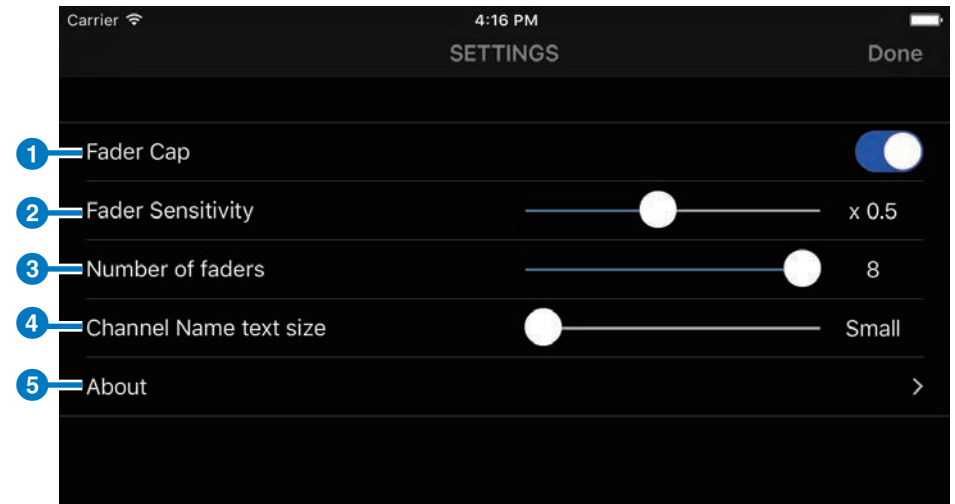 Carrier 4:16 PM
SETTINGS Done
1 Fader Cap
2 Fader Sensitivity x 0.5
3 Number of faders 8
4 Channel Name text size Small
5 About